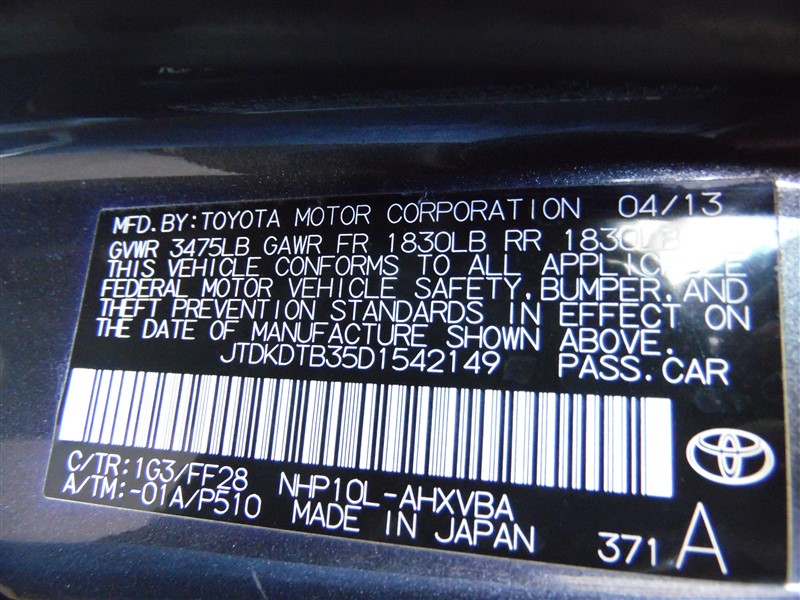 MFD.BY:TOYOTA MOTOR CORPORATION 04/13
GVWR 3475LB GAWR FR 1830LB RR 1830LB
THIS VEHICLE CONFORMS TO ALL APPLICABLE
FEDERAL MOTOR VEHICLE SAFETY,BUMPER,AND
THEFT PREVENTION STANDARDS IN EFFECT ON
THE DATE OF MANUFACTURE SHOWN ABOVE.
JTDKDTB35D1542149 PASS.CAR
C/TR:1G3/FF28 NHP10L-AHXVBA
A/TM:-01A/P510 MADE IN JAPAN 371 A